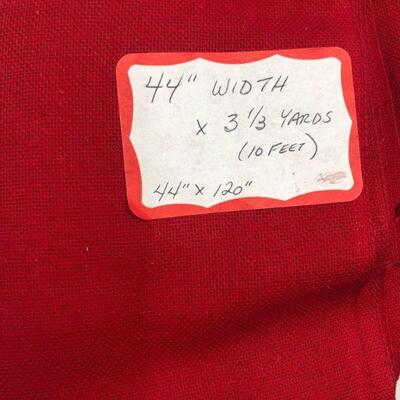 44" WIDTH
x 3 1/3 YARDS
(10 FEET)
44" x 120"